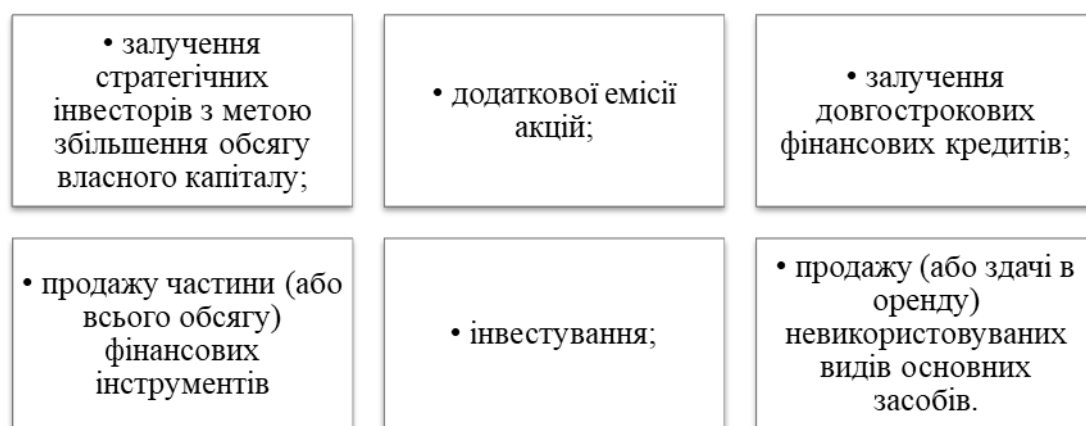 • залучення
стратегічних
інвесторів з метою
збільшення обсягу
власного капіталу;
• додаткової емісії
акцій;
• залучення
довгострокових
фінансових кредитів;
• продажу частини (або
всього обсягу)
фінансових
інструментів
• інвестування;
• продажу (або здачі в
оренду)
невикористовуваних
видів основних
засобів.